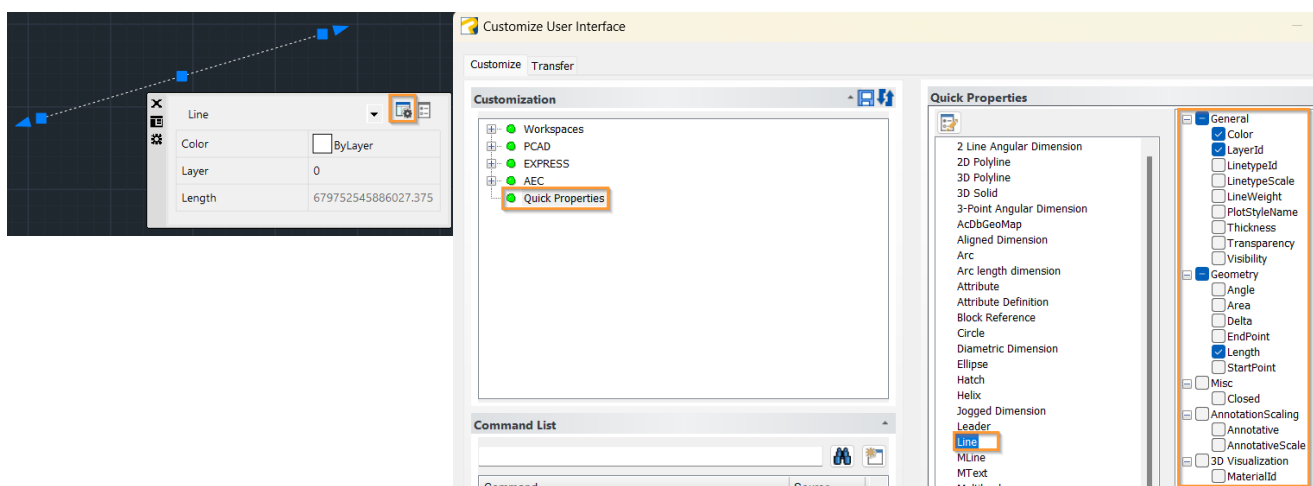 Line
Color
ByLayer
Layer
0
Length
679752545886027.375
Customize User Interface
Customize
Transfer
Customization
Workspaces
PCAD
EXPRESS
AEC
Quick Properties
Command List
Command
Source
Quick Properties
2 Line Angular Dimension
2D Polyline
3D Polyline
3D Solid
3-Point Angular Dimension
AcDbGeoMap
Aligned Dimension
Arc
Arc length dimension
Attribute
Attribute Definition
Block Reference
Circle
Diametric Dimension
Ellipse
Hatch
Helix
Jogged Dimension
Leader
Line
MLine
MText
General
Color
LayerId
LinetypeId
LinetypeScale
LineWeight
PlotStyleName
Thickness
Transparency
Visibility
Geometry
Angle
Area
Delta
EndPoint
Length
StartPoint
Misc
Closed
AnnotationScaling
Annotative
AnnotativeScale
3D Visualization
MaterialId